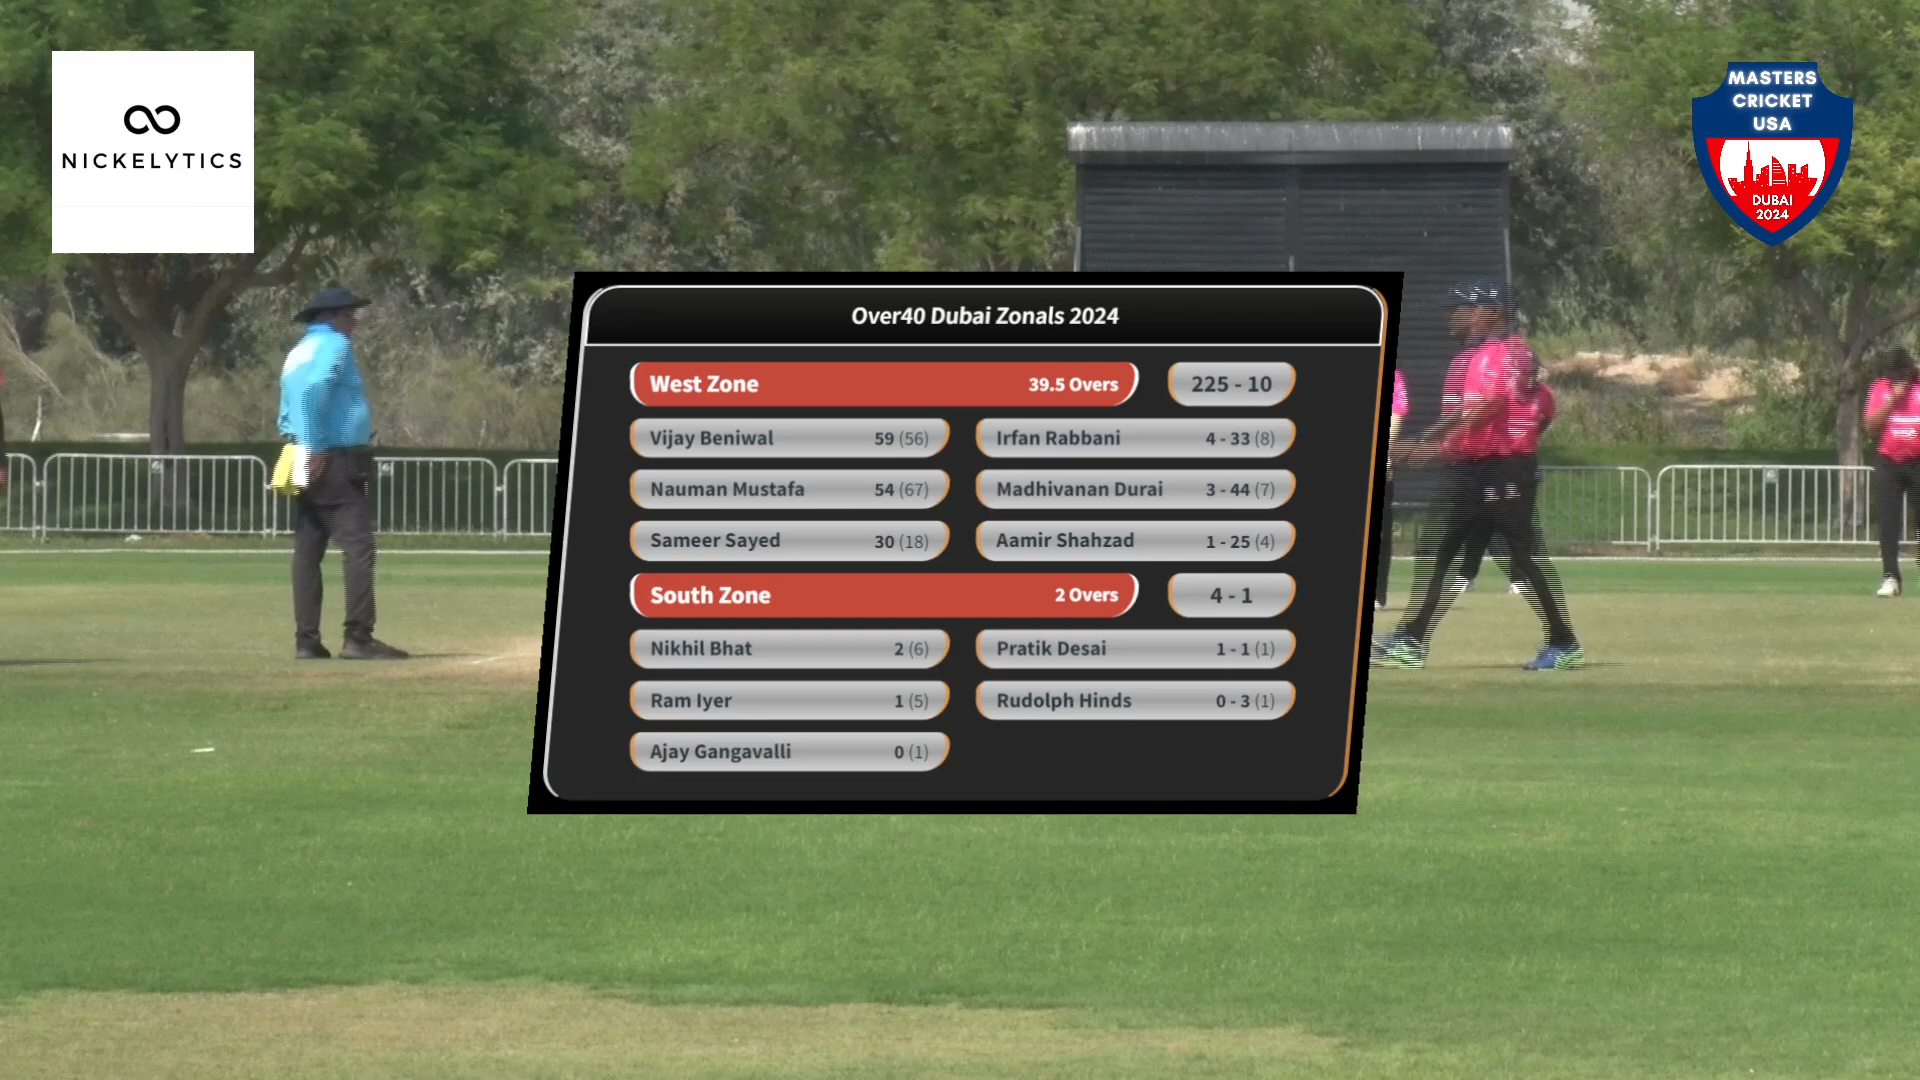 NICKELYTICS
MASTERS
CRICKET
USA
DUBAI
2024
Over40 Dubai Zonals 2024
West Zone 39.5 Overs 225 - 10
Vijay Beniwal 59 (56) Irfan Rabbani 4 - 33 (8)
Nauman Mustafa 54 (67) Madhivanan Durai 3 - 44 (7)
Sameer Sayed 30 (18) Aamir Shahzad 1 - 25 (4)
South Zone 2 Overs 4 - 1
Nikhil Bhat 2 (6) Pratik Desai 1 - 1 (1)
Ram Iyer 1 (5) Rudolph Hinds 0 - 3 (1)
Ajay Gangavalli 0 (1)